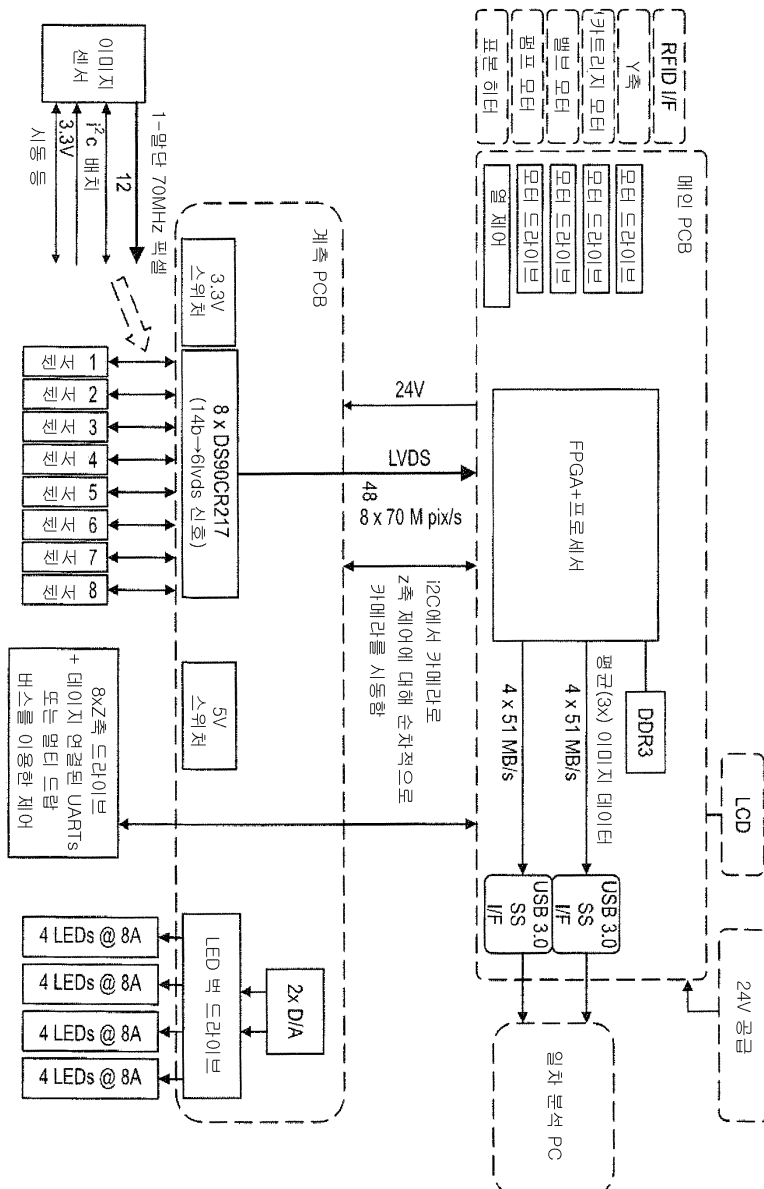 이미지
센서
1-말단 70MHz 픽셀
12
i²c 배치
3.3V
시동 등
RFID I/F
Y축
카트리지 모터
밸브 모터
펌프 모터
표본 히터
메인 PCB
모터 드라이브
모터 드라이브
모터 드라이브
모터 드라이브
열 제어
FPGA+프로세서
DDR3
평균(3x) 이미지 데이터
4 x 51 MB/s
4 x 51 MB/s
USB 3.0
SS
I/F
USB 3.0
SS
I/F
LCD
24V 공급
일차 분석 PC
24V
LVDS
48
8 x 70 M pix/s
i2C에서 카메라로
z축 제어에 대해 순차적으로
카메라를 시동함
계측 PCB
3.3V
스위처
8 x DS90CR217
(14b→6lvds 신호)
5V
스위처
2x D/A
LED 벅 드라이브
센서 1
센서 2
센서 3
센서 4
센서 5
센서 6
센서 7
센서 8
8xZ축 드라이브
+ 데이지 연결된 UARTs
또는 멀티 드랍
버스를 이용한 제어
4 LEDs @ 8A
4 LEDs @ 8A
4 LEDs @ 8A
4 LEDs @ 8A